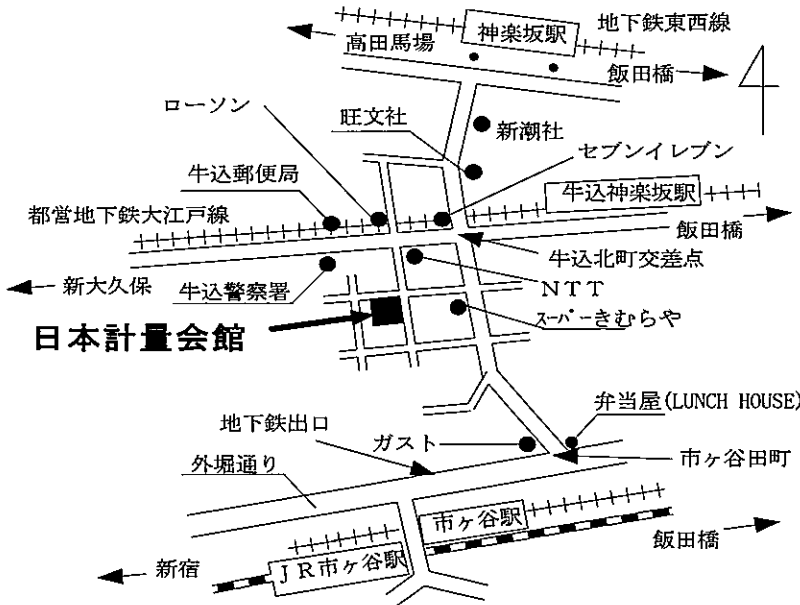 地下鉄東西線
神楽坂駅
高田馬場
飯田橋
ローソン
旺文社
新潮社
セブンイレブン
牛込郵便局
牛込神楽坂駅
都営地下鉄大江戸線
飯田橋
牛込北町交差点
新大久保
牛込警察署
NTT
スーパーきむらや
日本計量会館
弁当屋(LUNCH HOUSE)
地下鉄出口
ガスト
外堀通り
市ヶ谷田町
市ヶ谷駅
飯田橋
新宿
JR市ヶ谷駅